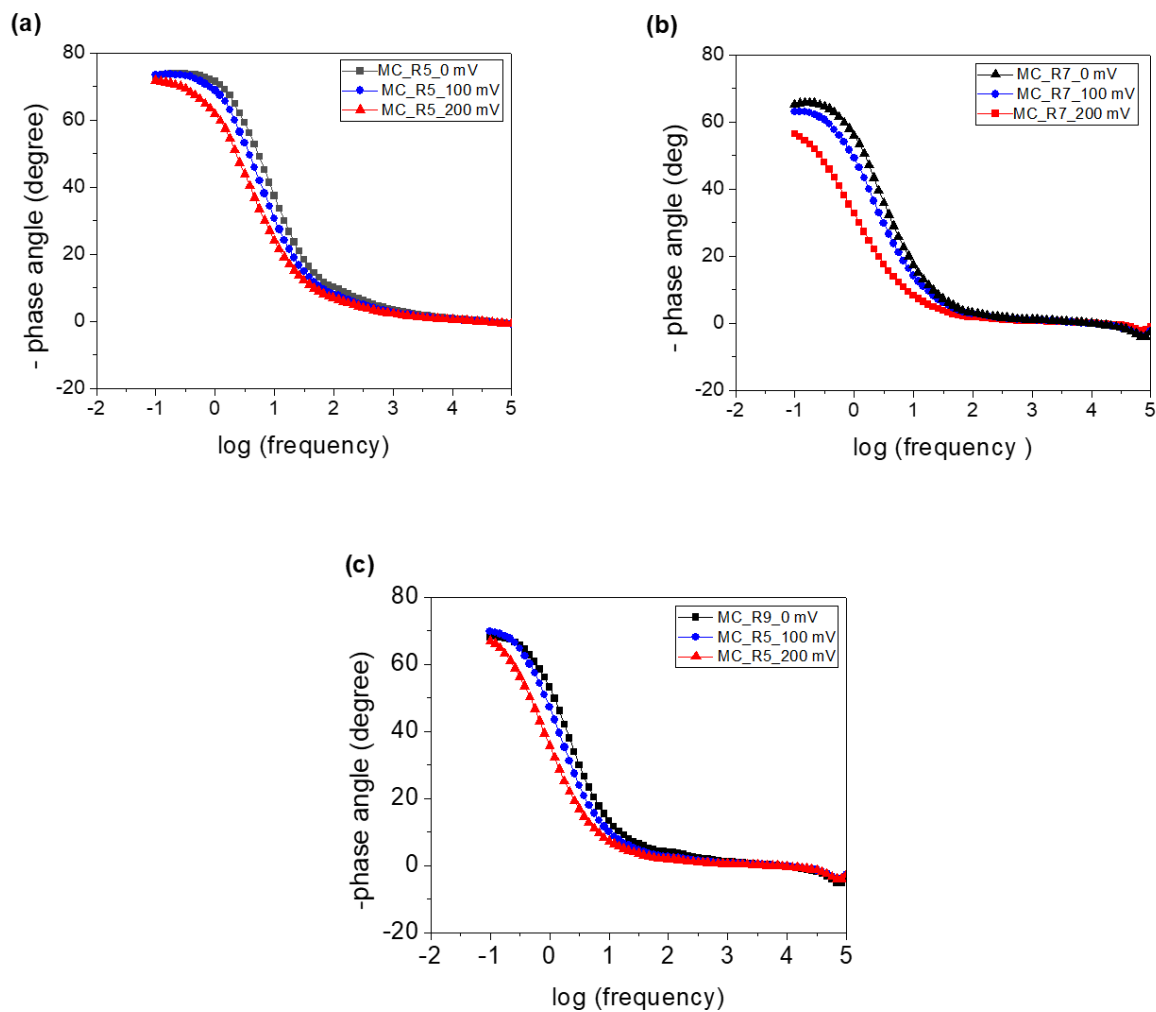 (a)
80
60
40
20
0
-20
- phase angle (degree)
MC_R5_0 mV
MC_R5_100 mV
MC_R5_200 mV
-2 -1 0 1 2 3 4 5
log (frequency)
(b)
80
60
40
20
0
-20
- phase angle (deg)
MC_R7_0 mV
MC_R7_100 mV
MC_R7_200 mV
-2 -1 0 1 2 3 4 5
log (frequency )
(c)
80
60
40
20
0
-20
-phase angle (degree)
MC_R9_0 mV
MC_R5_100 mV
MC_R5_200 mV
-2 -1 0 1 2 3 4 5
log (frequency)